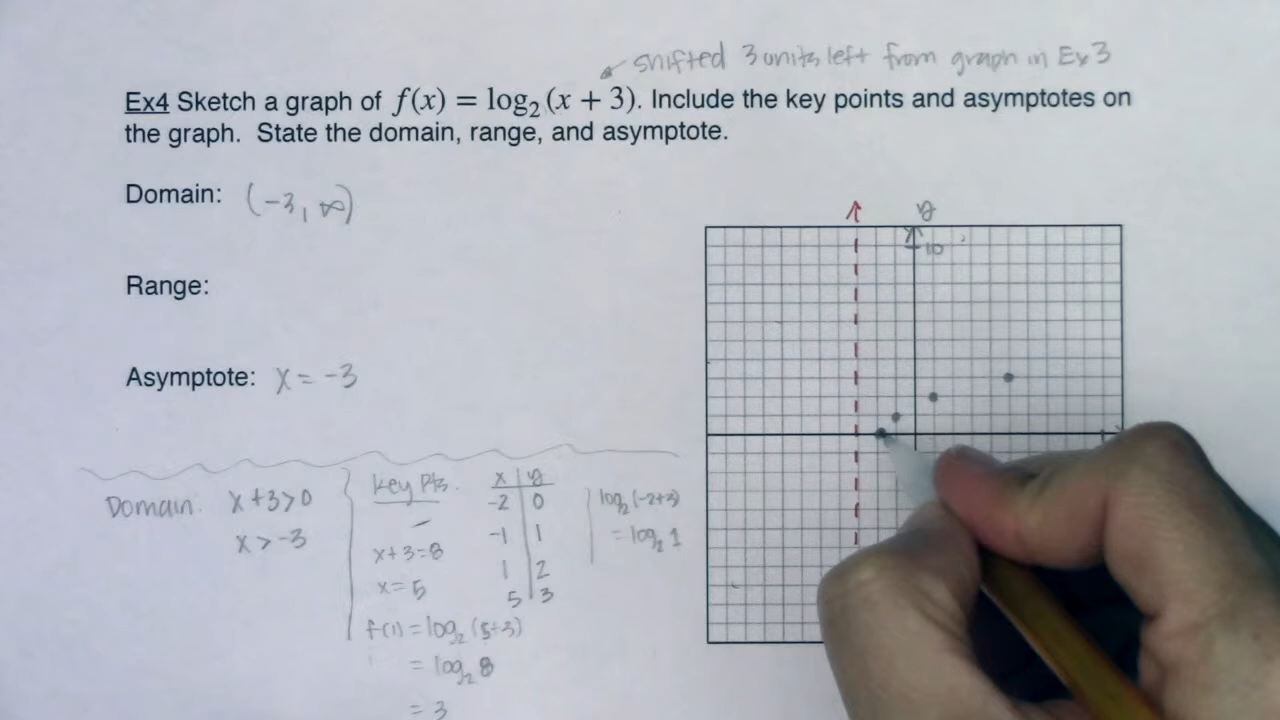 shifted 3 units left from graph in Ex3
Ex4 Sketch a graph of f(x) = log₂ (x + 3). Include the key points and asymptotes on
the graph. State the domain, range, and asymptote.
Domain: (-3, ∞)
Range:
Asymptote: x = -3
Domain: x+3>0
x > -3
key Pts.
x+3=8
x=5
f(1) = log₂ (5+3)
= log₂ 8
= 3
x | y
-2 | 0
-1 | 1
1 | 2
5 | 3
log₂(-2+3)
= log₂ 1
y
10